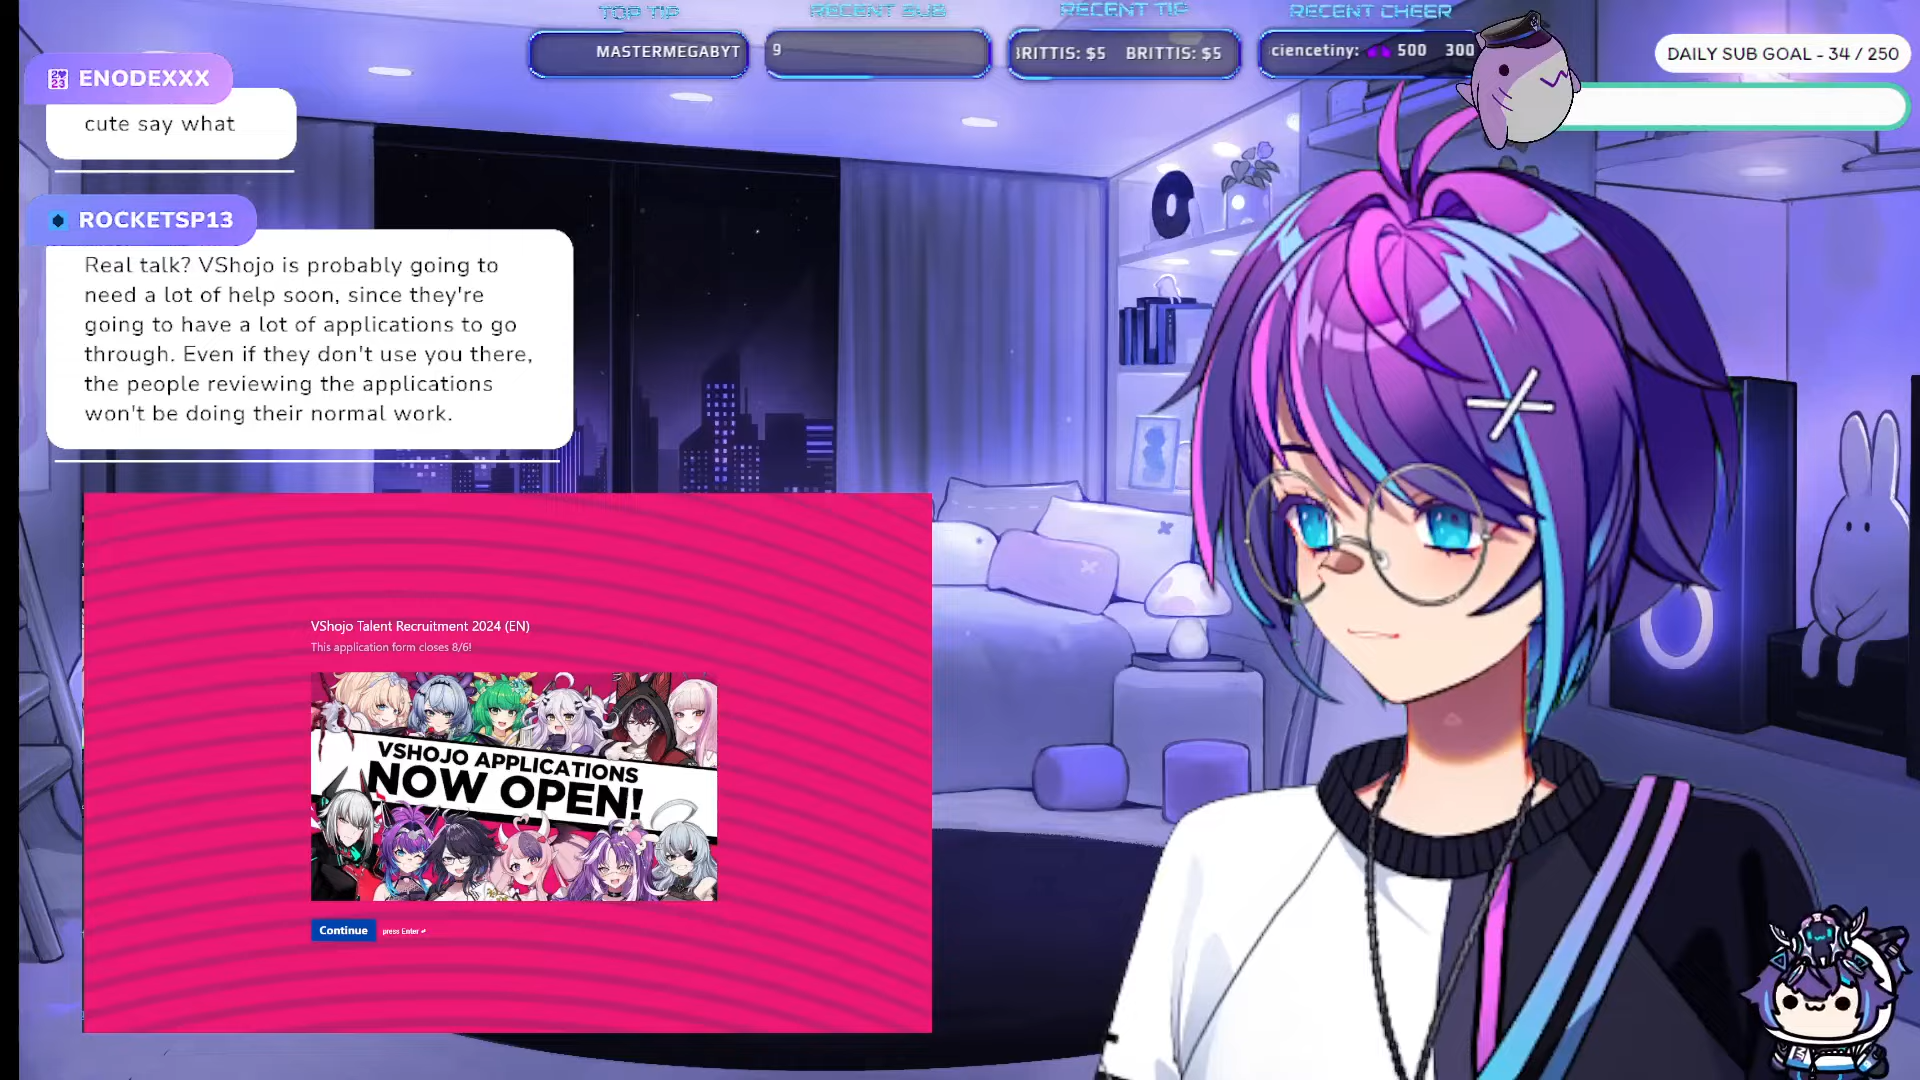 TOP TIP
RECENT SUB
RECENT TIP
RECENT CHEER
MASTERMEGABYT
9
BRITTIS: $5 BRITTIS: $5
ciencetiny: 500 300
DAILY SUB GOAL - 34 / 250
ENODEXXX
cute say what
ROCKETSP13
Real talk? VShojo is probably going to
need a lot of help soon, since they're
going to have a lot of applications to go
through. Even if they don't use you there,
the people reviewing the applications
won't be doing their normal work.
VShojo Talent Recruitment 2024 (EN)
This application form closes 8/6!
VSHOJO APPLICATIONS
NOW OPEN!
Continue press Enter ↵